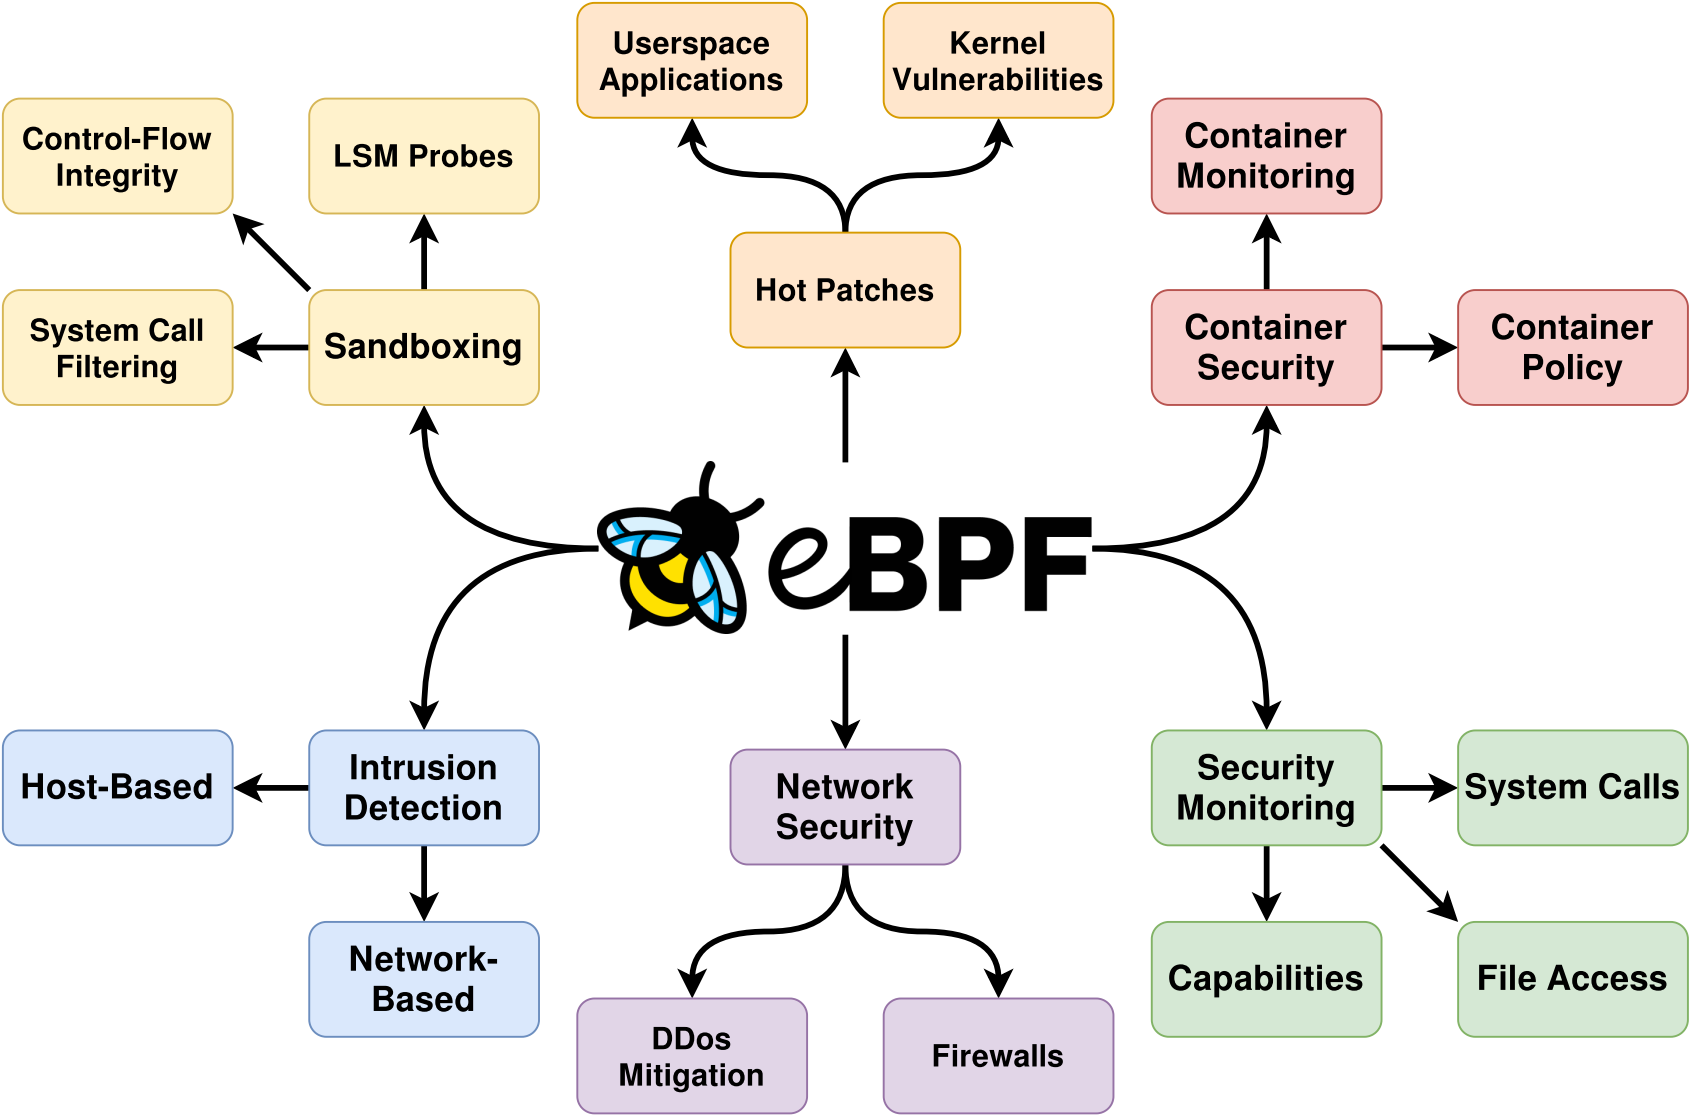 Userspace
Applications
Kernel
Vulnerabilities
Control-Flow
Integrity
LSM Probes
Container
Monitoring
Hot Patches
System Call
Filtering
Sandboxing
Container
Security
Container
Policy
eBPF
Host-Based
Intrusion
Detection
Network
Security
Security
Monitoring
System Calls
Network-
Based
Capabilities
File Access
DDos
Mitigation
Firewalls